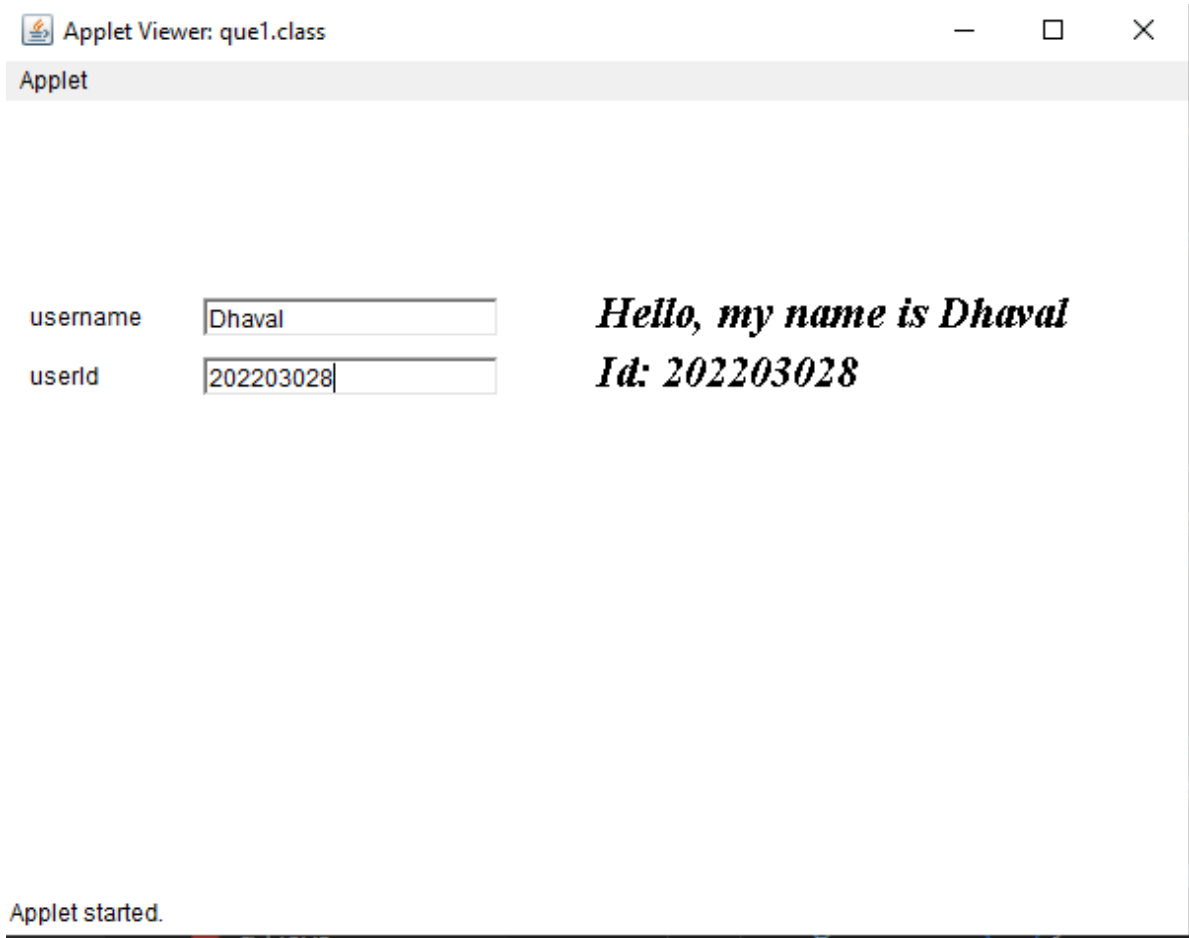 Applet Viewer: que1.class
Applet
username Dhaval Hello, my name is Dhaval
userId 202203028 Id: 202203028
Applet started.